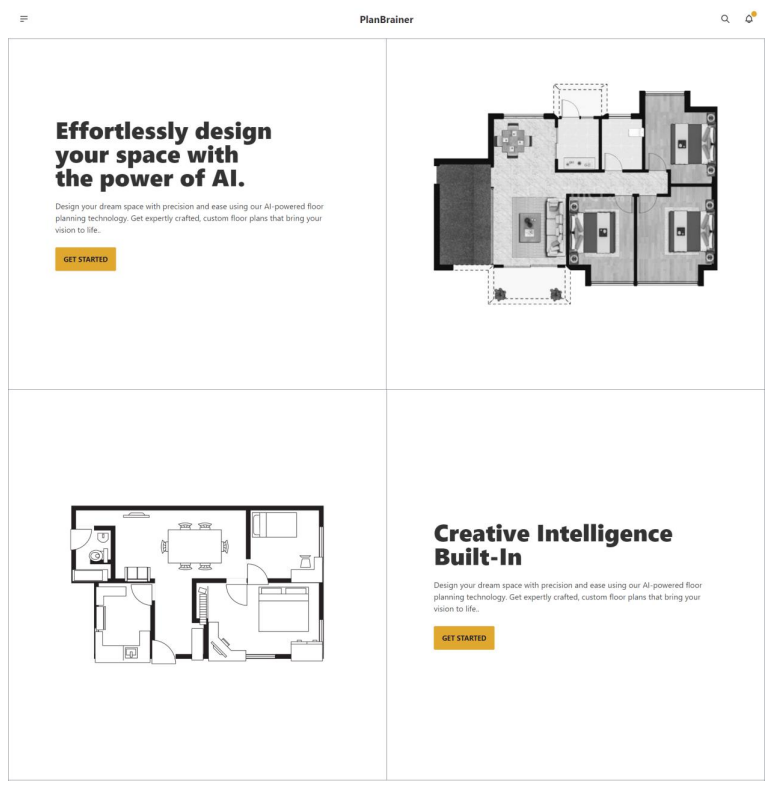 PlanBrainer
Effortlessly design
your space with
the power of AI.
Design your dream space with precision and ease using our AI-powered floor
planning technology. Get expertly crafted, custom floor plans that bring your
vision to life..
GET STARTED
Creative Intelligence
Built-In
Design your dream space with precision and ease using our AI-powered floor
planning technology. Get expertly crafted, custom floor plans that bring your
vision to life..
GET STARTED